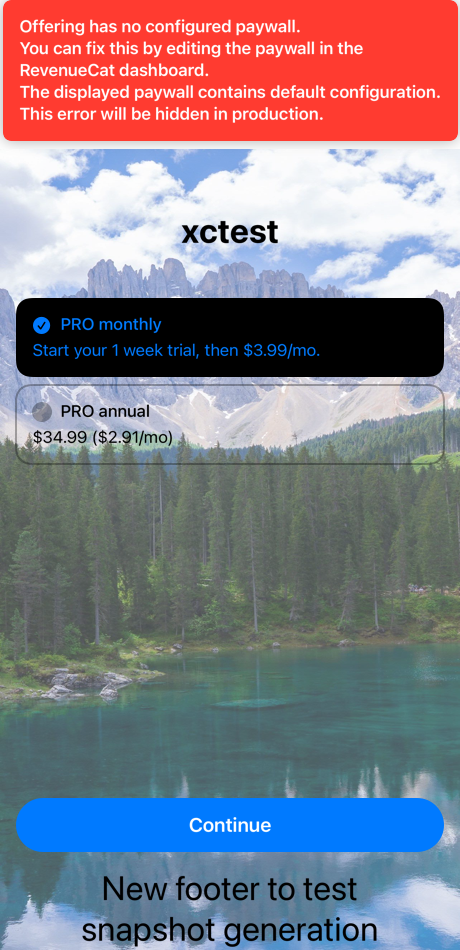 Offering has no configured paywall.
You can fix this by editing the paywall in the
RevenueCat dashboard.
The displayed paywall contains default configuration.
This error will be hidden in production.
xctest
PRO monthly
Start your 1 week trial, then $3.99/mo.
PRO annual
$34.99 ($2.91/mo)
Continue
New footer to test
snapshot generation